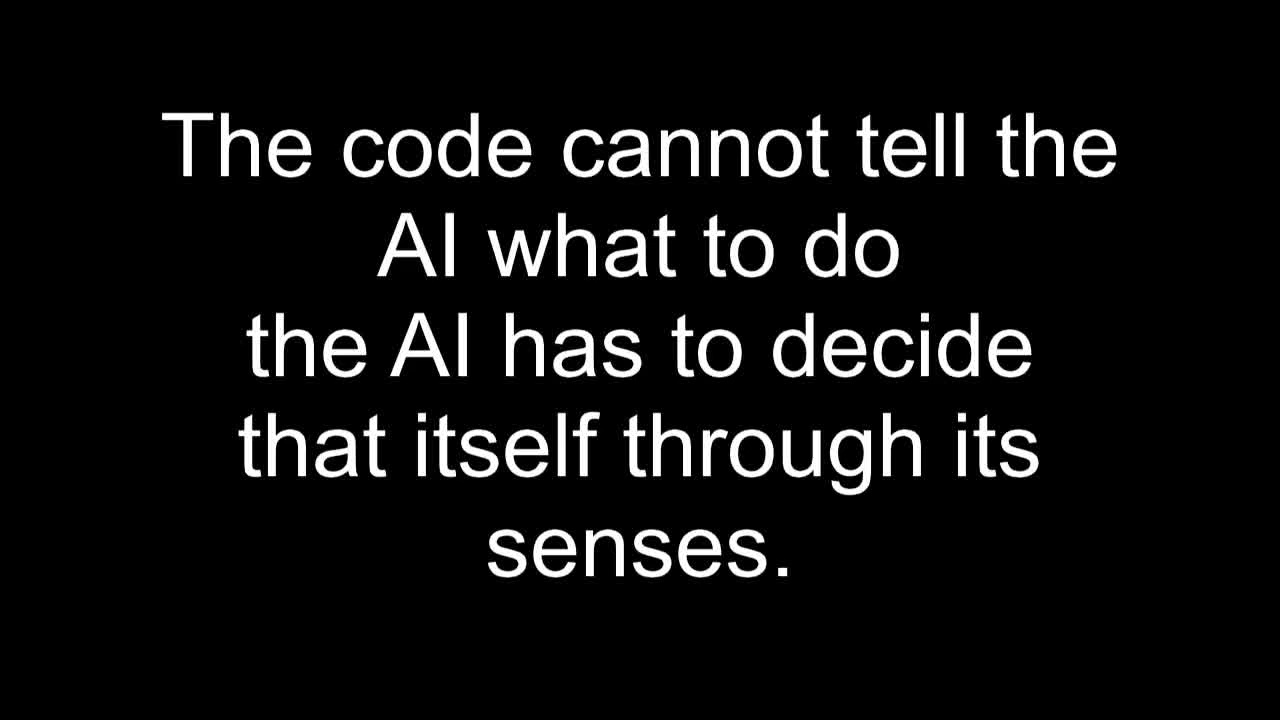 The code cannot tell the
AI what to do
the AI has to decide
that itself through its
senses.